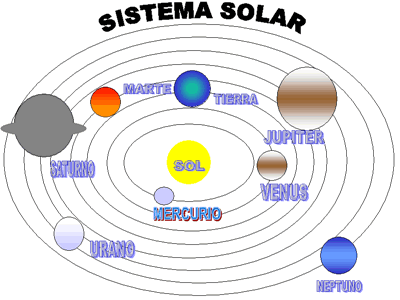 SISTEMA SOLAR
MARTE
TIERRA
JUPITER
SATURNO
SOL
VENUS
MERCURIO
URANO
NEPTUNO